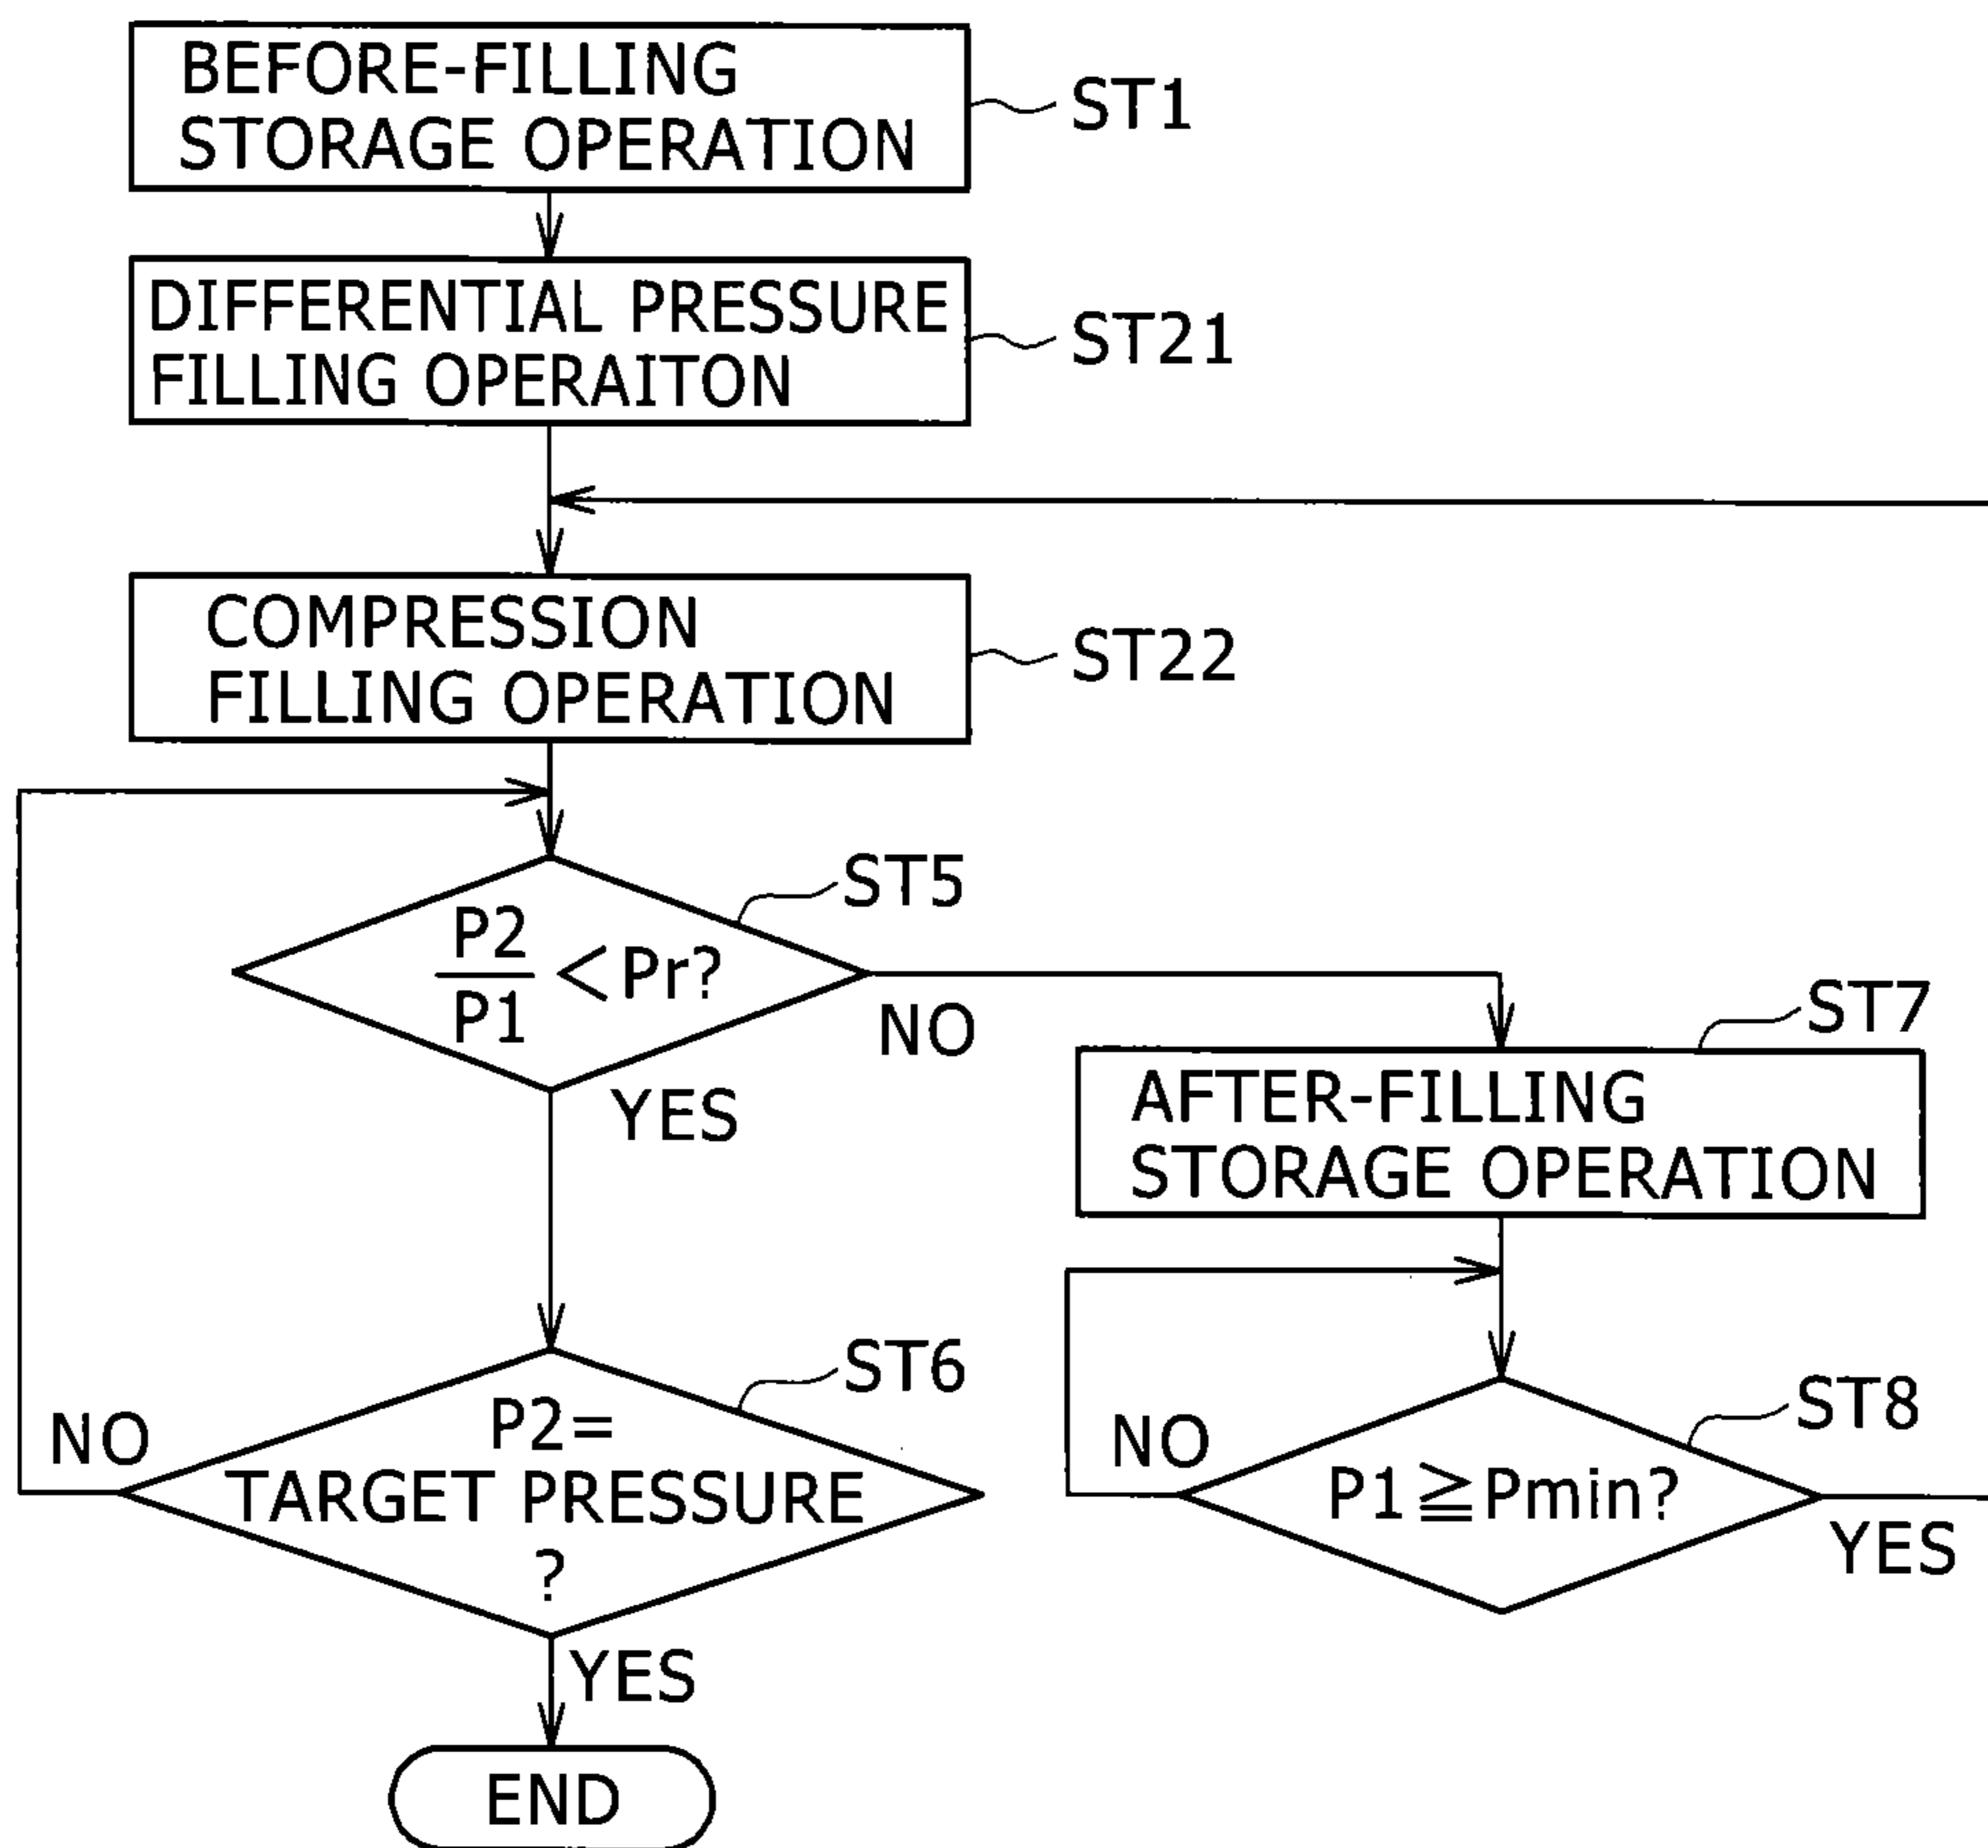 BEFORE-FILLING
STORAGE OPERATION
ST1
DIFFERENTIAL PRESSURE
FILLING OPERAITON
ST21
COMPRESSION
FILLING OPERATION
ST22
ST5
P2
P1
<Pr?
NO
YES
ST7
AFTER-FILLING
STORAGE OPERATION
ST6
P2=
TARGET PRESSURE
?
NO
YES
ST8
P1≧Pmin?
NO
YES
END